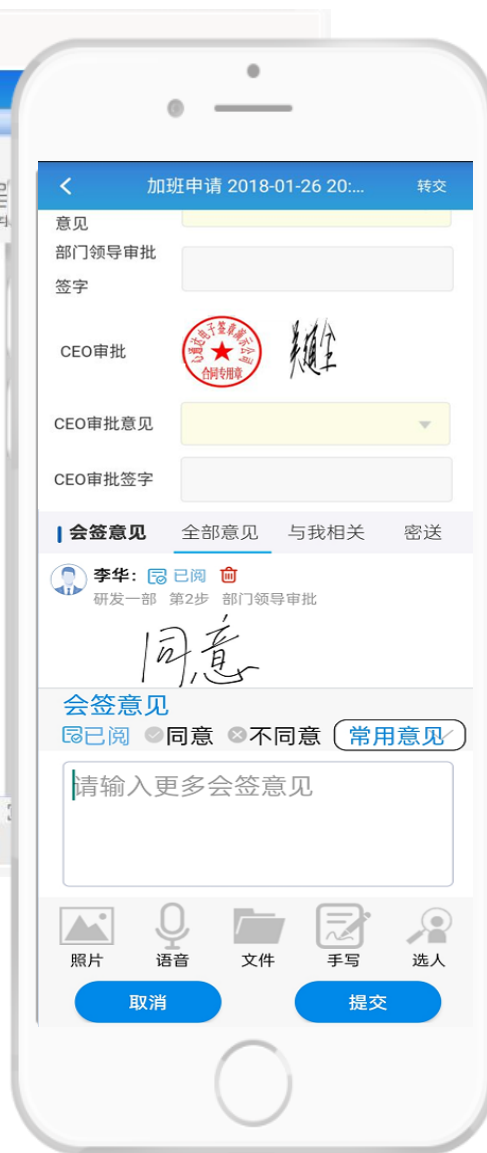 加班申请 2018-01-26 20:... 转交
意见
部门领导审批
签字
CEO审批
合同专用章
CEO审批意见
CEO审批签字
会签意见 全部意见 与我相关 密送
李华: 已阅
研发一部 第2步 部门领导审批
同意
会签意见
已阅 同意 不同意 常用意见
请输入更多会签意见
照片 语音 文件 手写 选人
取消 提交